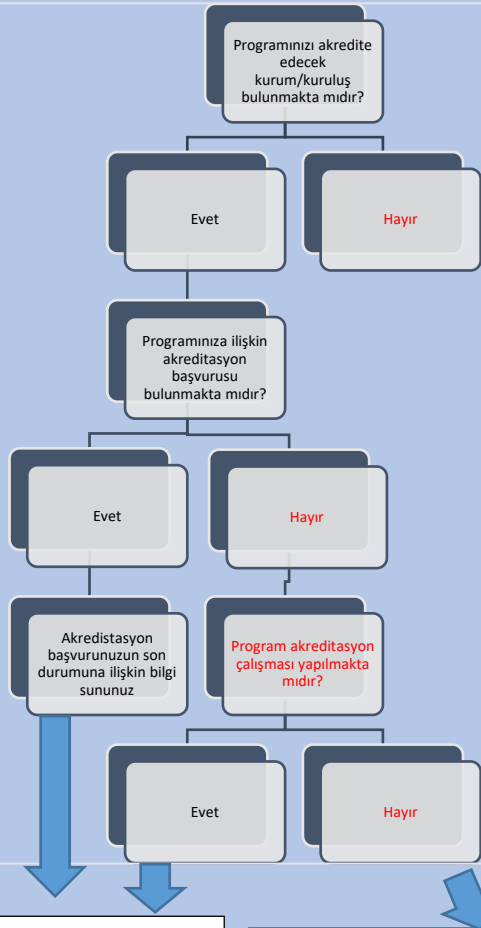 Programınızı akredite
edecek
kurum/kuruluş
bulunmakta mıdır?
Evet
Hayır
Programınıza ilişkin
akreditasyon
başvurusu
bulunmakta mıdır?
Evet
Hayır
Akredistasyon
başvurunuzun son
durumuna ilişkin bilgi
sununuz
Program akreditasyon
çalışması yapılmakta
mıdır?
Evet
Hayır